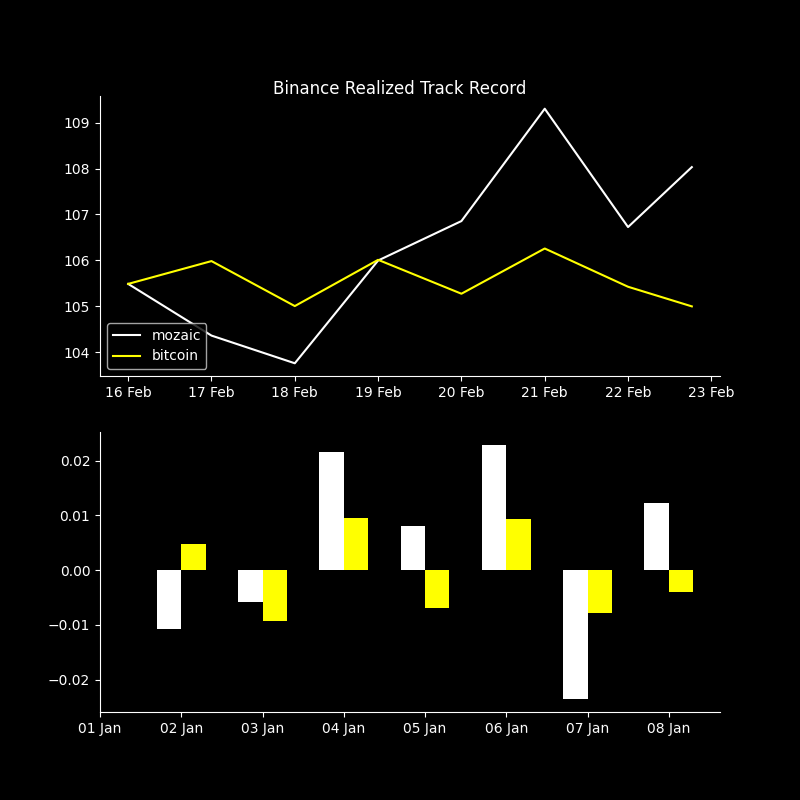 Binance Realized Track Record
109
108
107
106
105
104
mozaic
bitcoin
16 Feb 17 Feb 18 Feb 19 Feb 20 Feb 21 Feb 22 Feb 23 Feb
0.02
0.01
0.00
−0.01
−0.02
01 Jan 02 Jan 03 Jan 04 Jan 05 Jan 06 Jan 07 Jan 08 Jan